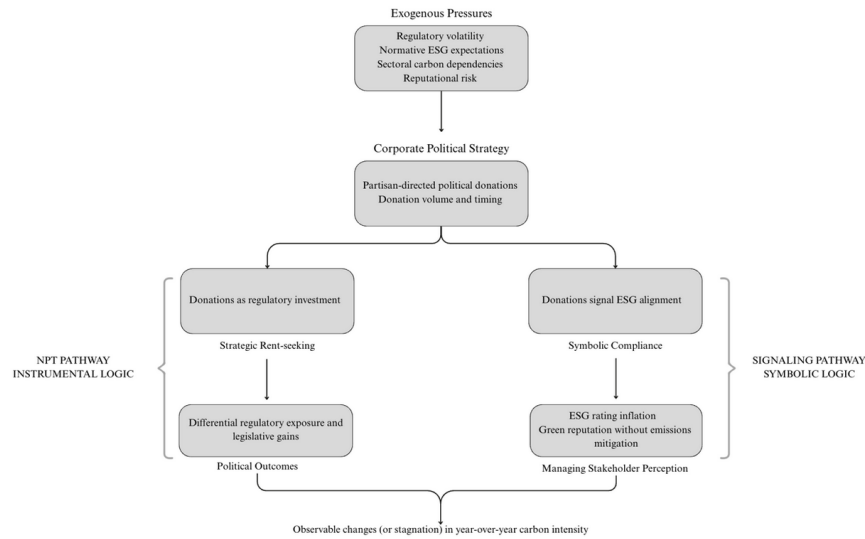 Exogenous Pressures
Regulatory volatility
Normative ESG expectations
Sectoral carbon dependencies
Reputational risk
Corporate Political Strategy
Partisan-directed political donations
Donation volume and timing
Donations as regulatory investment
Donations signal ESG alignment
Strategic Rent-seeking
Symbolic Compliance
NPT PATHWAY
INSTRUMENTAL LOGIC
SIGNALING PATHWAY
SYMBOLIC LOGIC
Differential regulatory exposure and
legislative gains
ESG rating inflation
Green reputation without emissions
mitigation
Political Outcomes
Managing Stakeholder Perception
Observable changes (or stagnation) in year-over-year carbon intensity